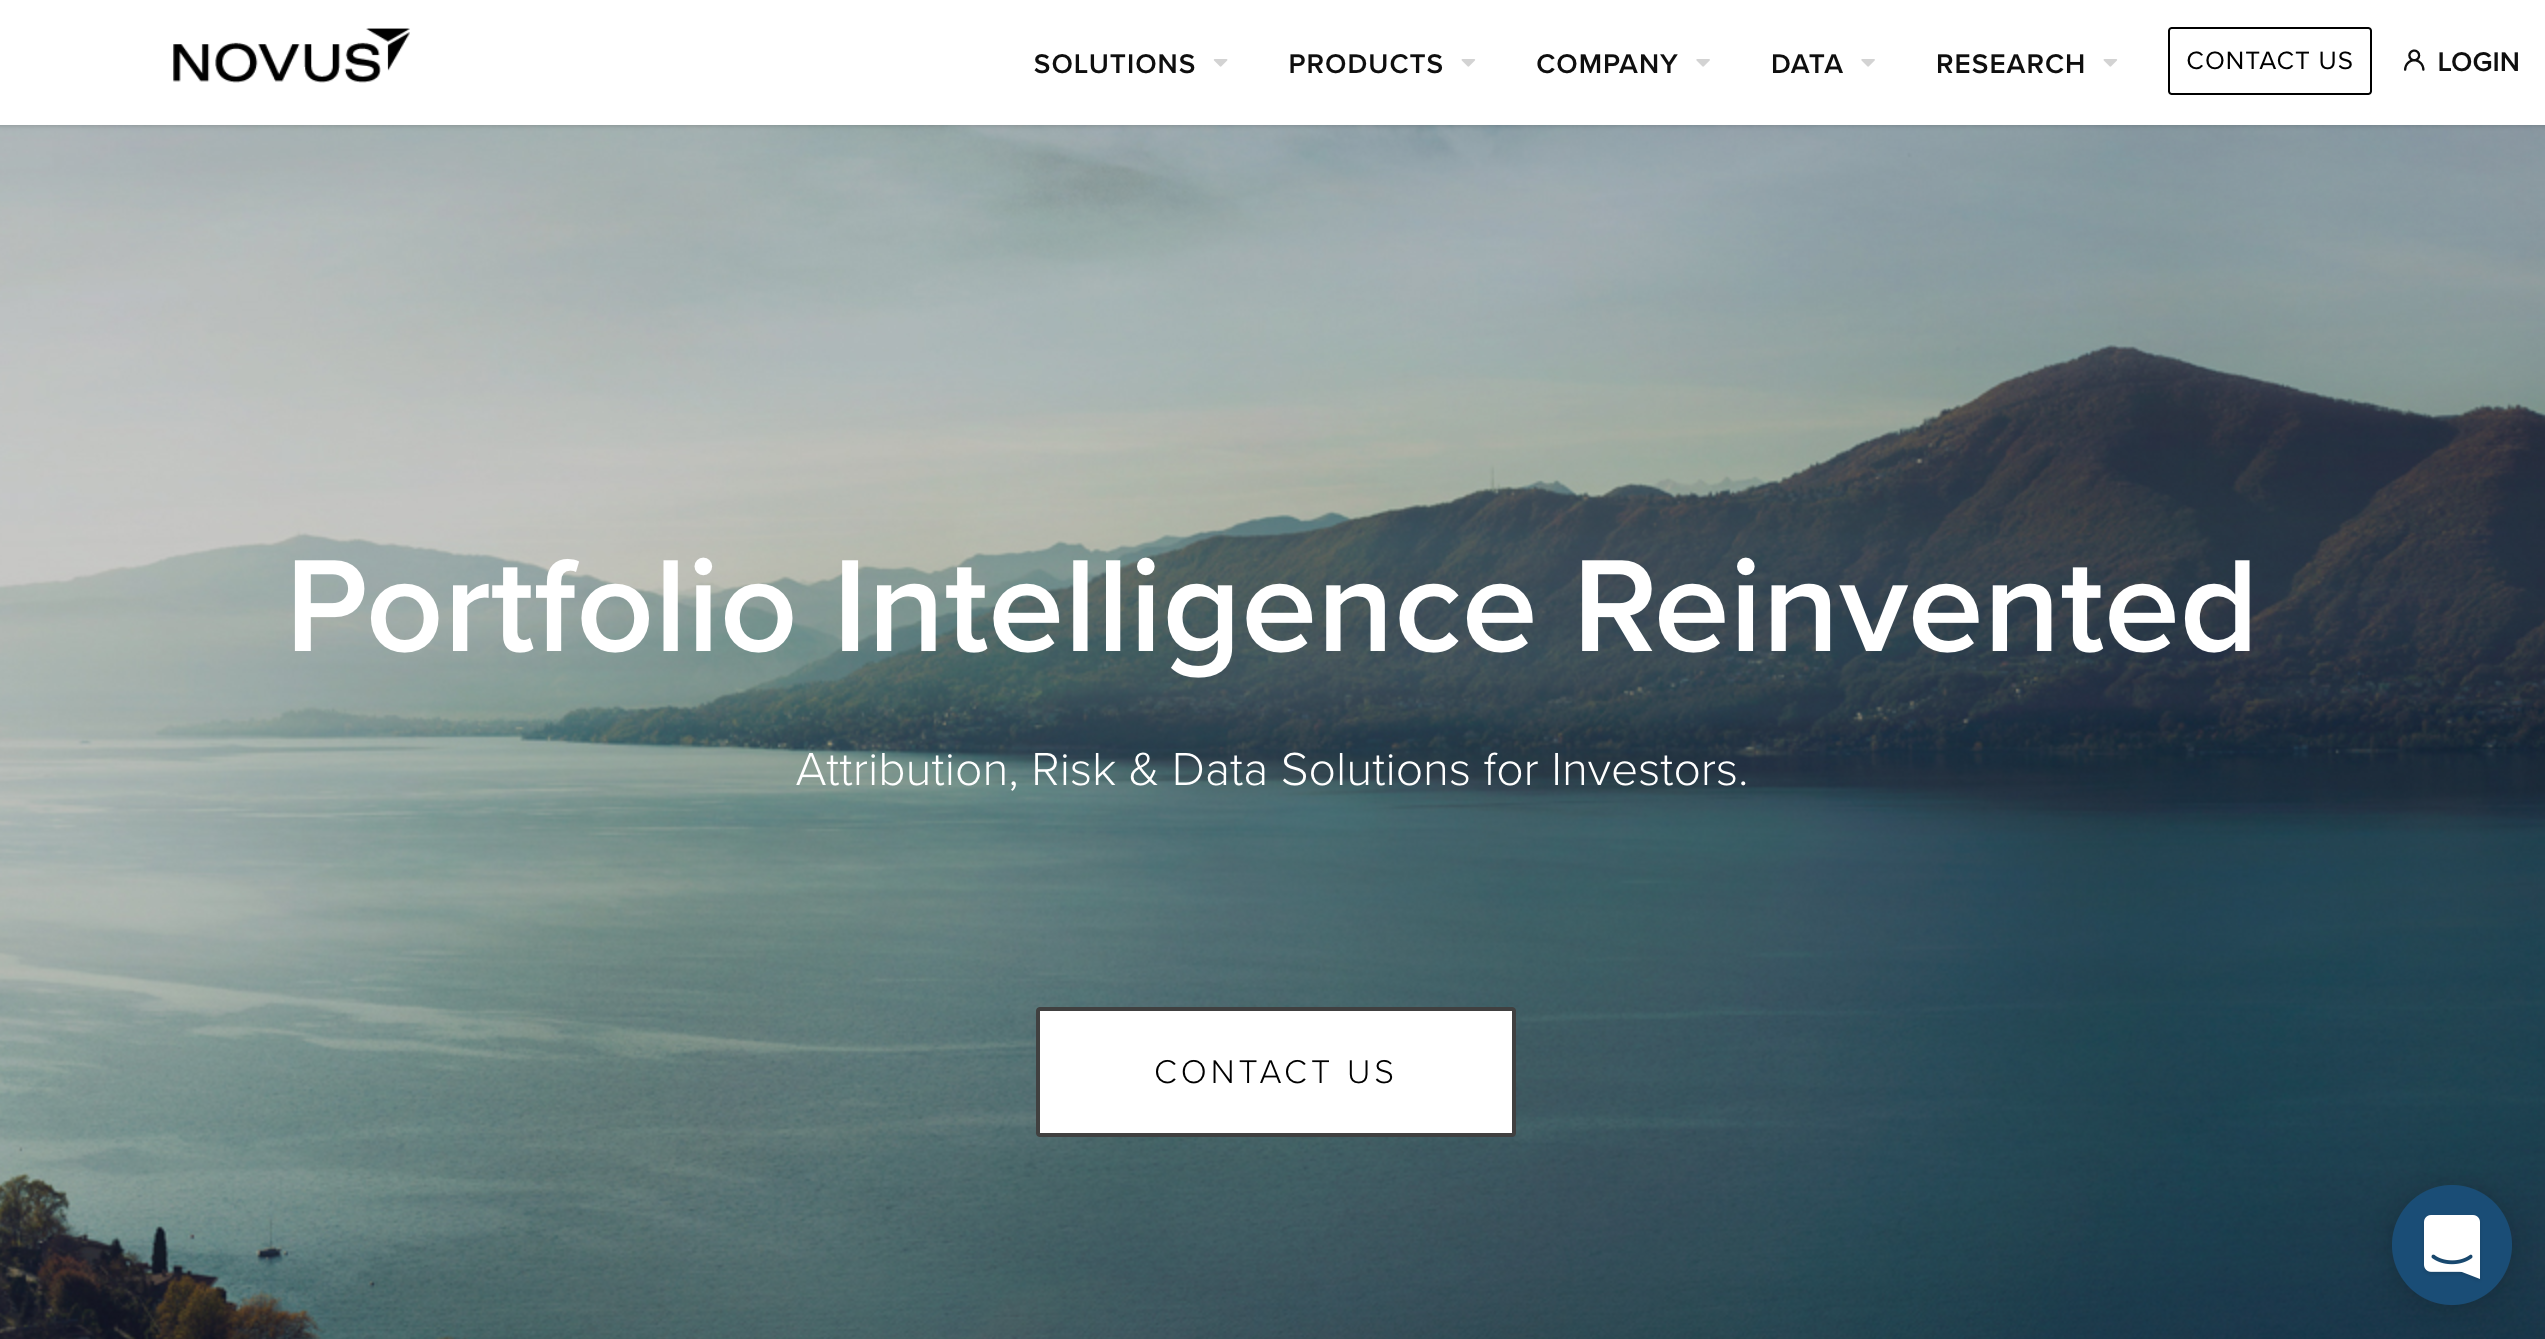 NOVUS
SOLUTIONS PRODUCTS COMPANY DATA RESEARCH CONTACT US LOGIN
Portfolio Intelligence Reinvented
Attribution, Risk & Data Solutions for Investors.
CONTACT US